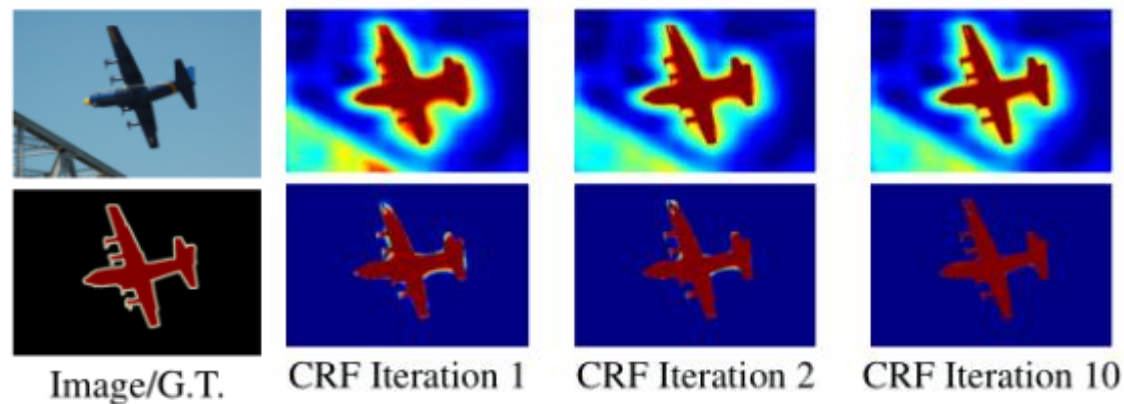 Image/G.T.
CRF Iteration 1
CRF Iteration 2
CRF Iteration 10